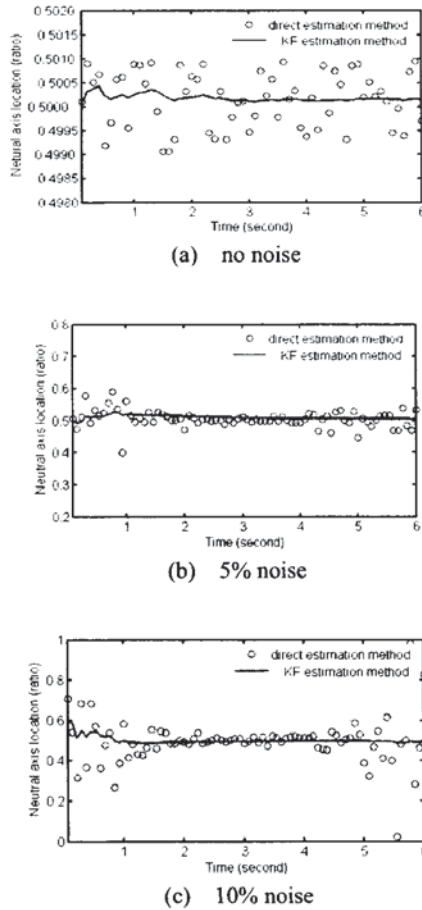 0.5020
0.5015
0.5010
0.5005
0.5000
0.4995
0.4990
0.4985
0.4980
Netural axis location (ratio)
direct estimation method
KF estimation method
0 1 2 3 4 5 6
Time (second)
(a) no noise
0.8
0.7
0.6
0.5
0.4
0.3
0.2
Neutral axis location (ratio)
direct estimation method
KF estimation method
1 2 3 4 5 6
Time (second)
(b) 5% noise
1
0.8
0.6
0.4
0.2
0
Neutral axis location (ratio)
direct estimation method
KF estimation method
1 2 3 4 5 6
Time (second)
(c) 10% noise